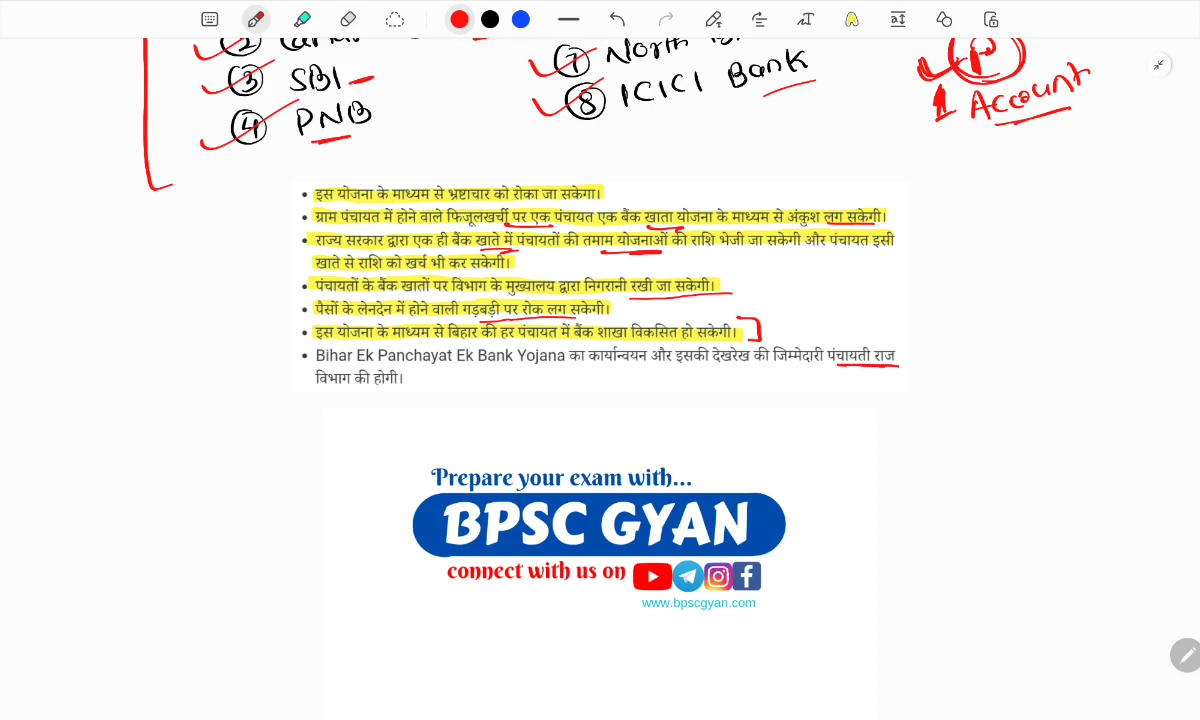 ③ SBI
④ PNB
⑦ North
⑧ ICICI Bank
P
1 Account
• इस योजना के माध्यम से भ्रष्टाचार को रोका जा सकेगा।
• ग्राम पंचायत में होने वाले फिजूलखर्ची पर एक पंचायत एक बैंक खाता योजना के माध्यम से अंकुश लग सकेगी।
• राज्य सरकार द्वारा एक ही बैंक खाते में पंचायतों की तमाम योजनाओं की राशि भेजी जा सकेगी और पंचायत इसी
खाते से राशि को खर्च भी कर सकेगी।
• पंचायतों के बैंक खातों पर विभाग के मुख्यालय द्वारा निगरानी रखी जा सकेगी।
• पैसों के लेनदेन में होने वाली गड़बड़ी पर रोक लग सकेगी।
• इस योजना के माध्यम से बिहार की हर पंचायत में बैंक शाखा विकसित हो सकेगी।
• Bihar Ek Panchayat Ek Bank Yojana का कार्यान्वयन और इसकी देखरेख की जिम्मेदारी पंचायती राज
विभाग की होगी।
Prepare your exam with...
BPSC GYAN
connect with us on
www.bpscgyan.com